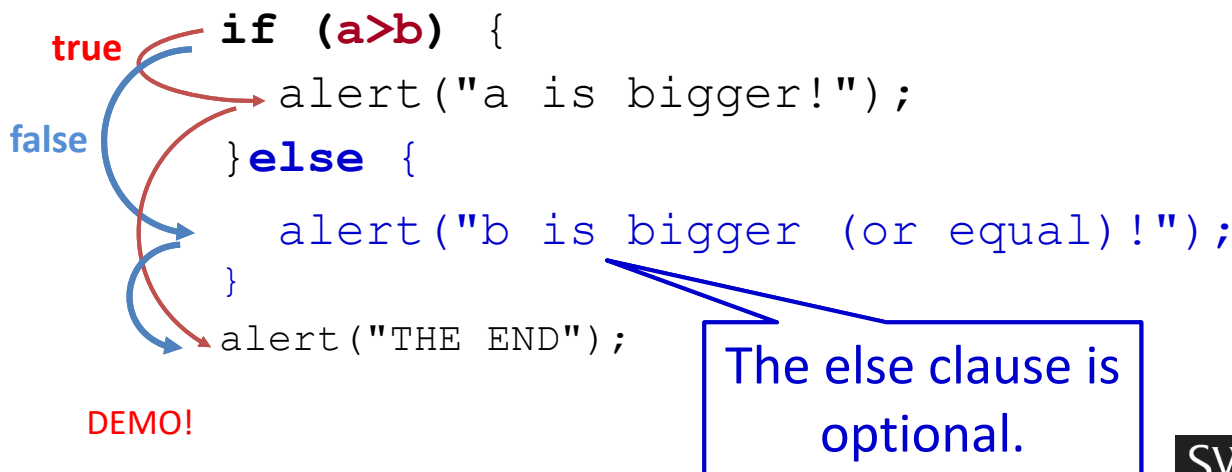 if (a>b) {
true
alert("a is bigger!");
false
}else {
alert("b is bigger (or equal)!");
}
alert("THE END");
The else clause is
optional.
DEMO!